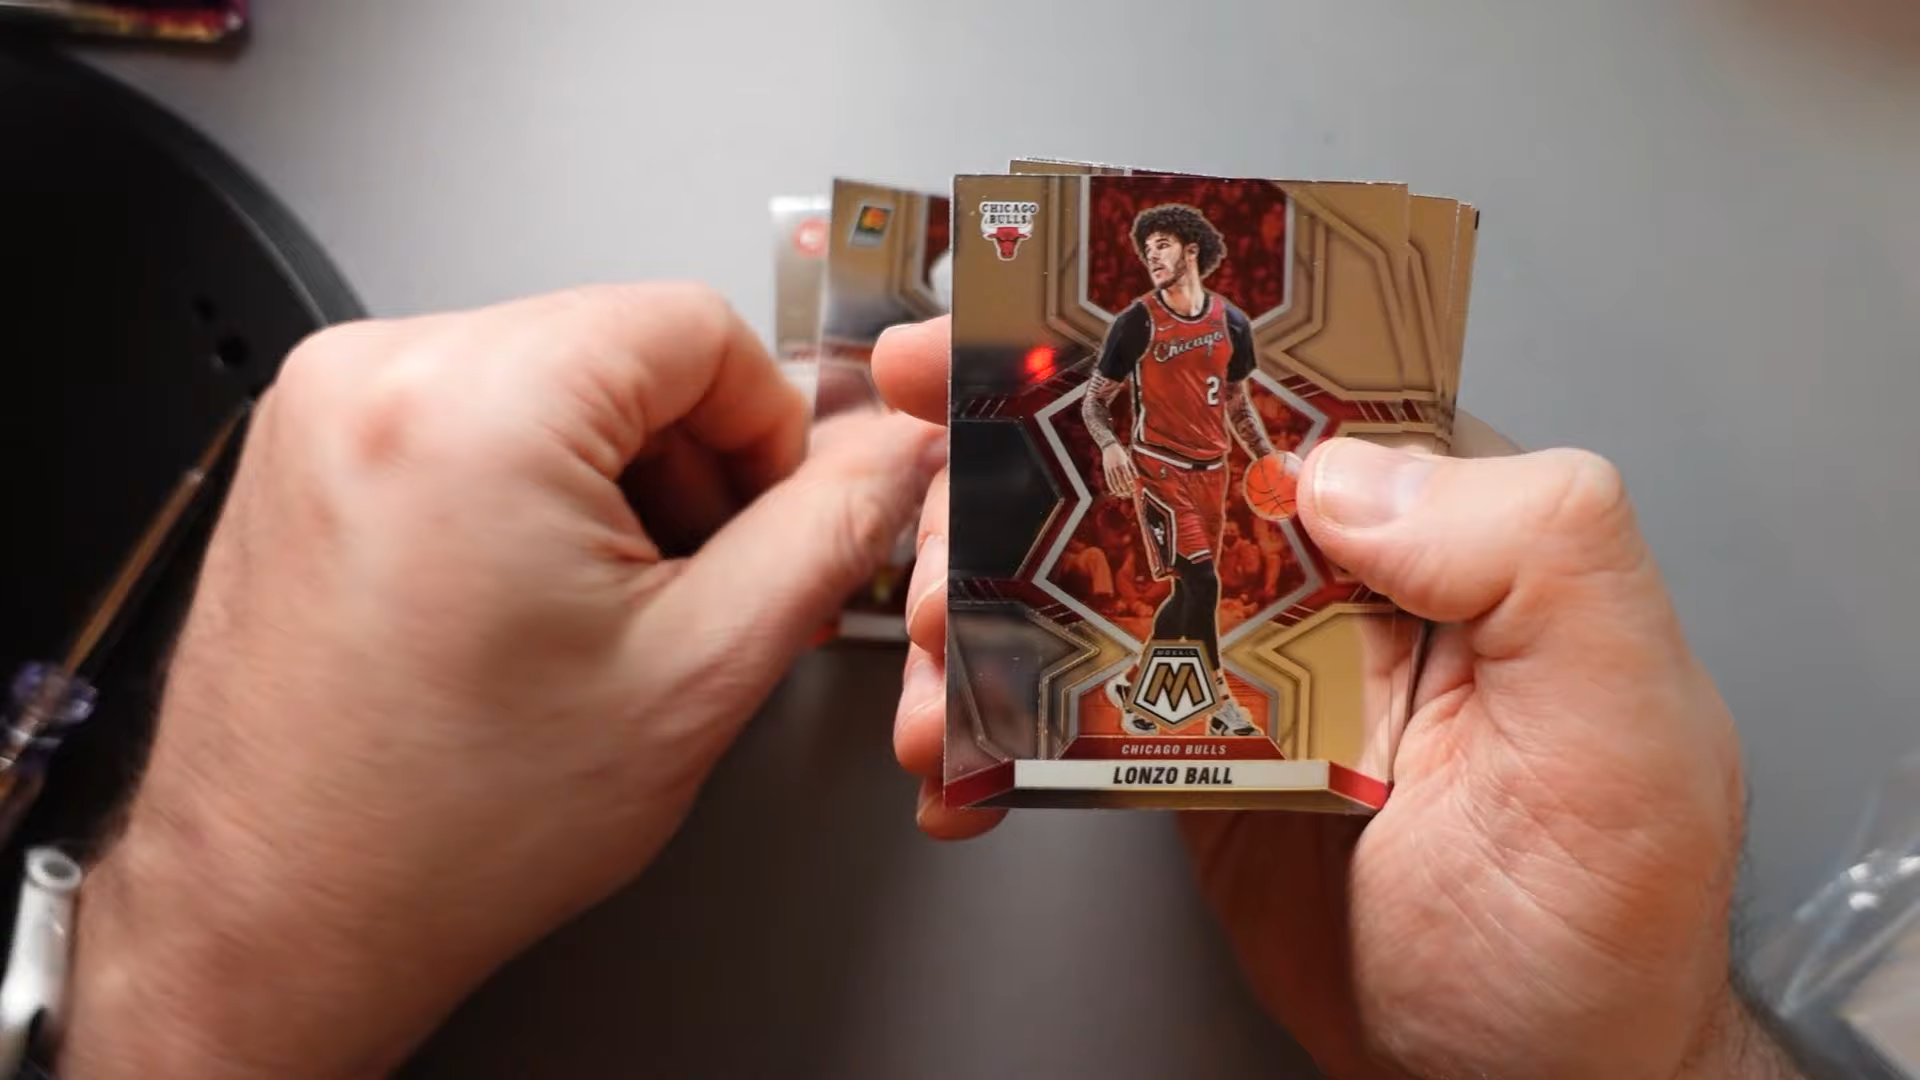 CHICAGO
BULLS
Chicago
2
MOSAIC
M
CHICAGO BULLS
LONZO BALL